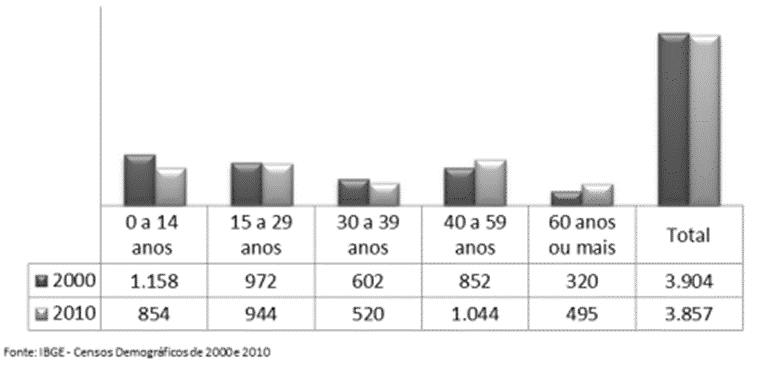 0 a 14 anos 15 a 29 anos 30 a 39 anos 40 a 59 anos 60 anos ou mais Total
2000 1.158 972 602 852 320 3.904
2010 854 944 520 1.044 495 3.857
Fonte: IBGE - Censos Demográficos de 2000 e 2010